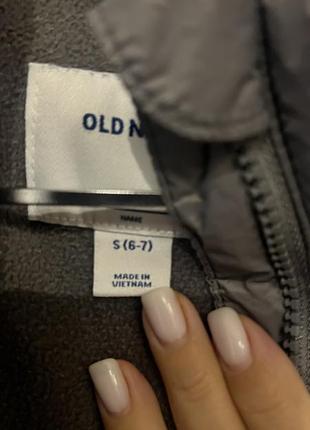 OLD N
NAME
S (6-7)
MADE IN
VIETNAM